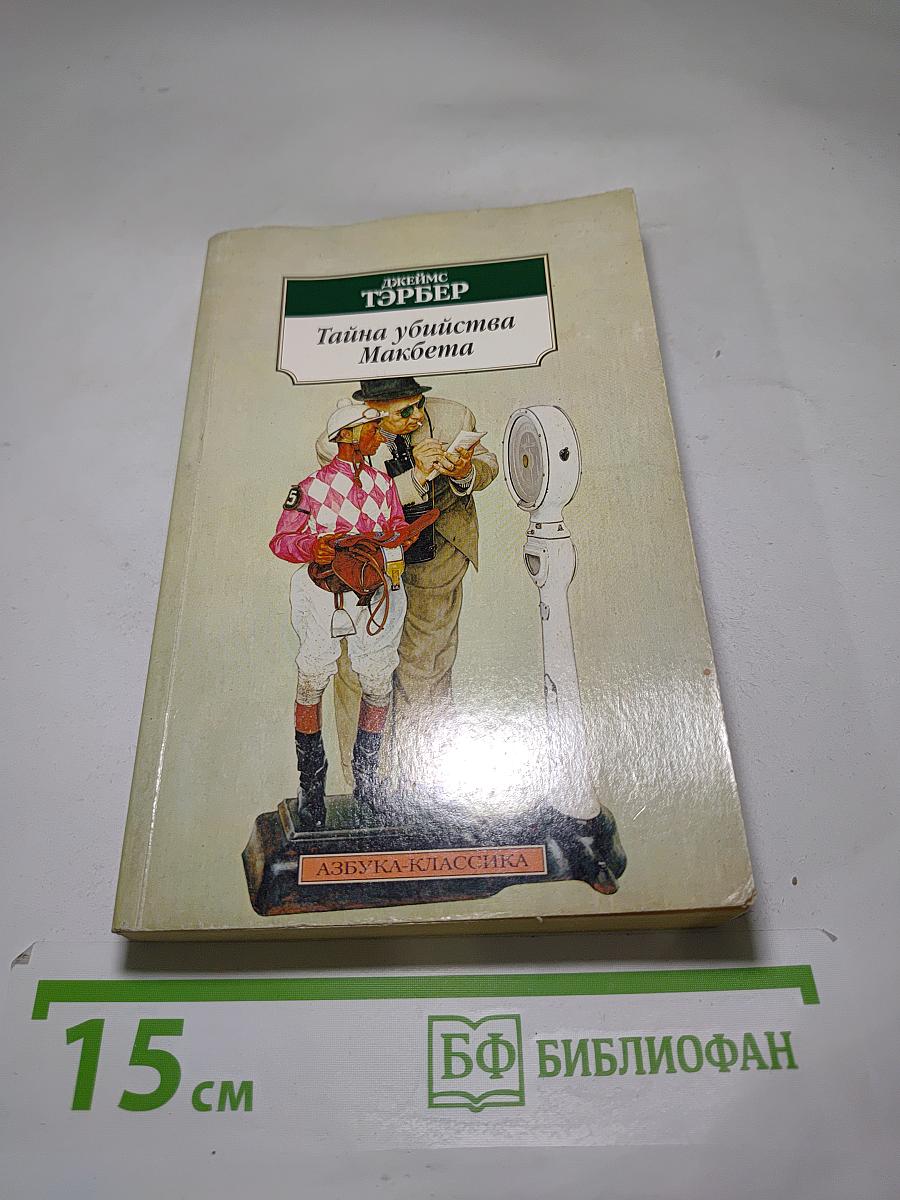 ДЖЕЙМС
ТЭРБЕР
Тайна убийства
Макбета
5
АЗБУКА-КЛАССИКА
15 см
БФ БИБЛИОФАН